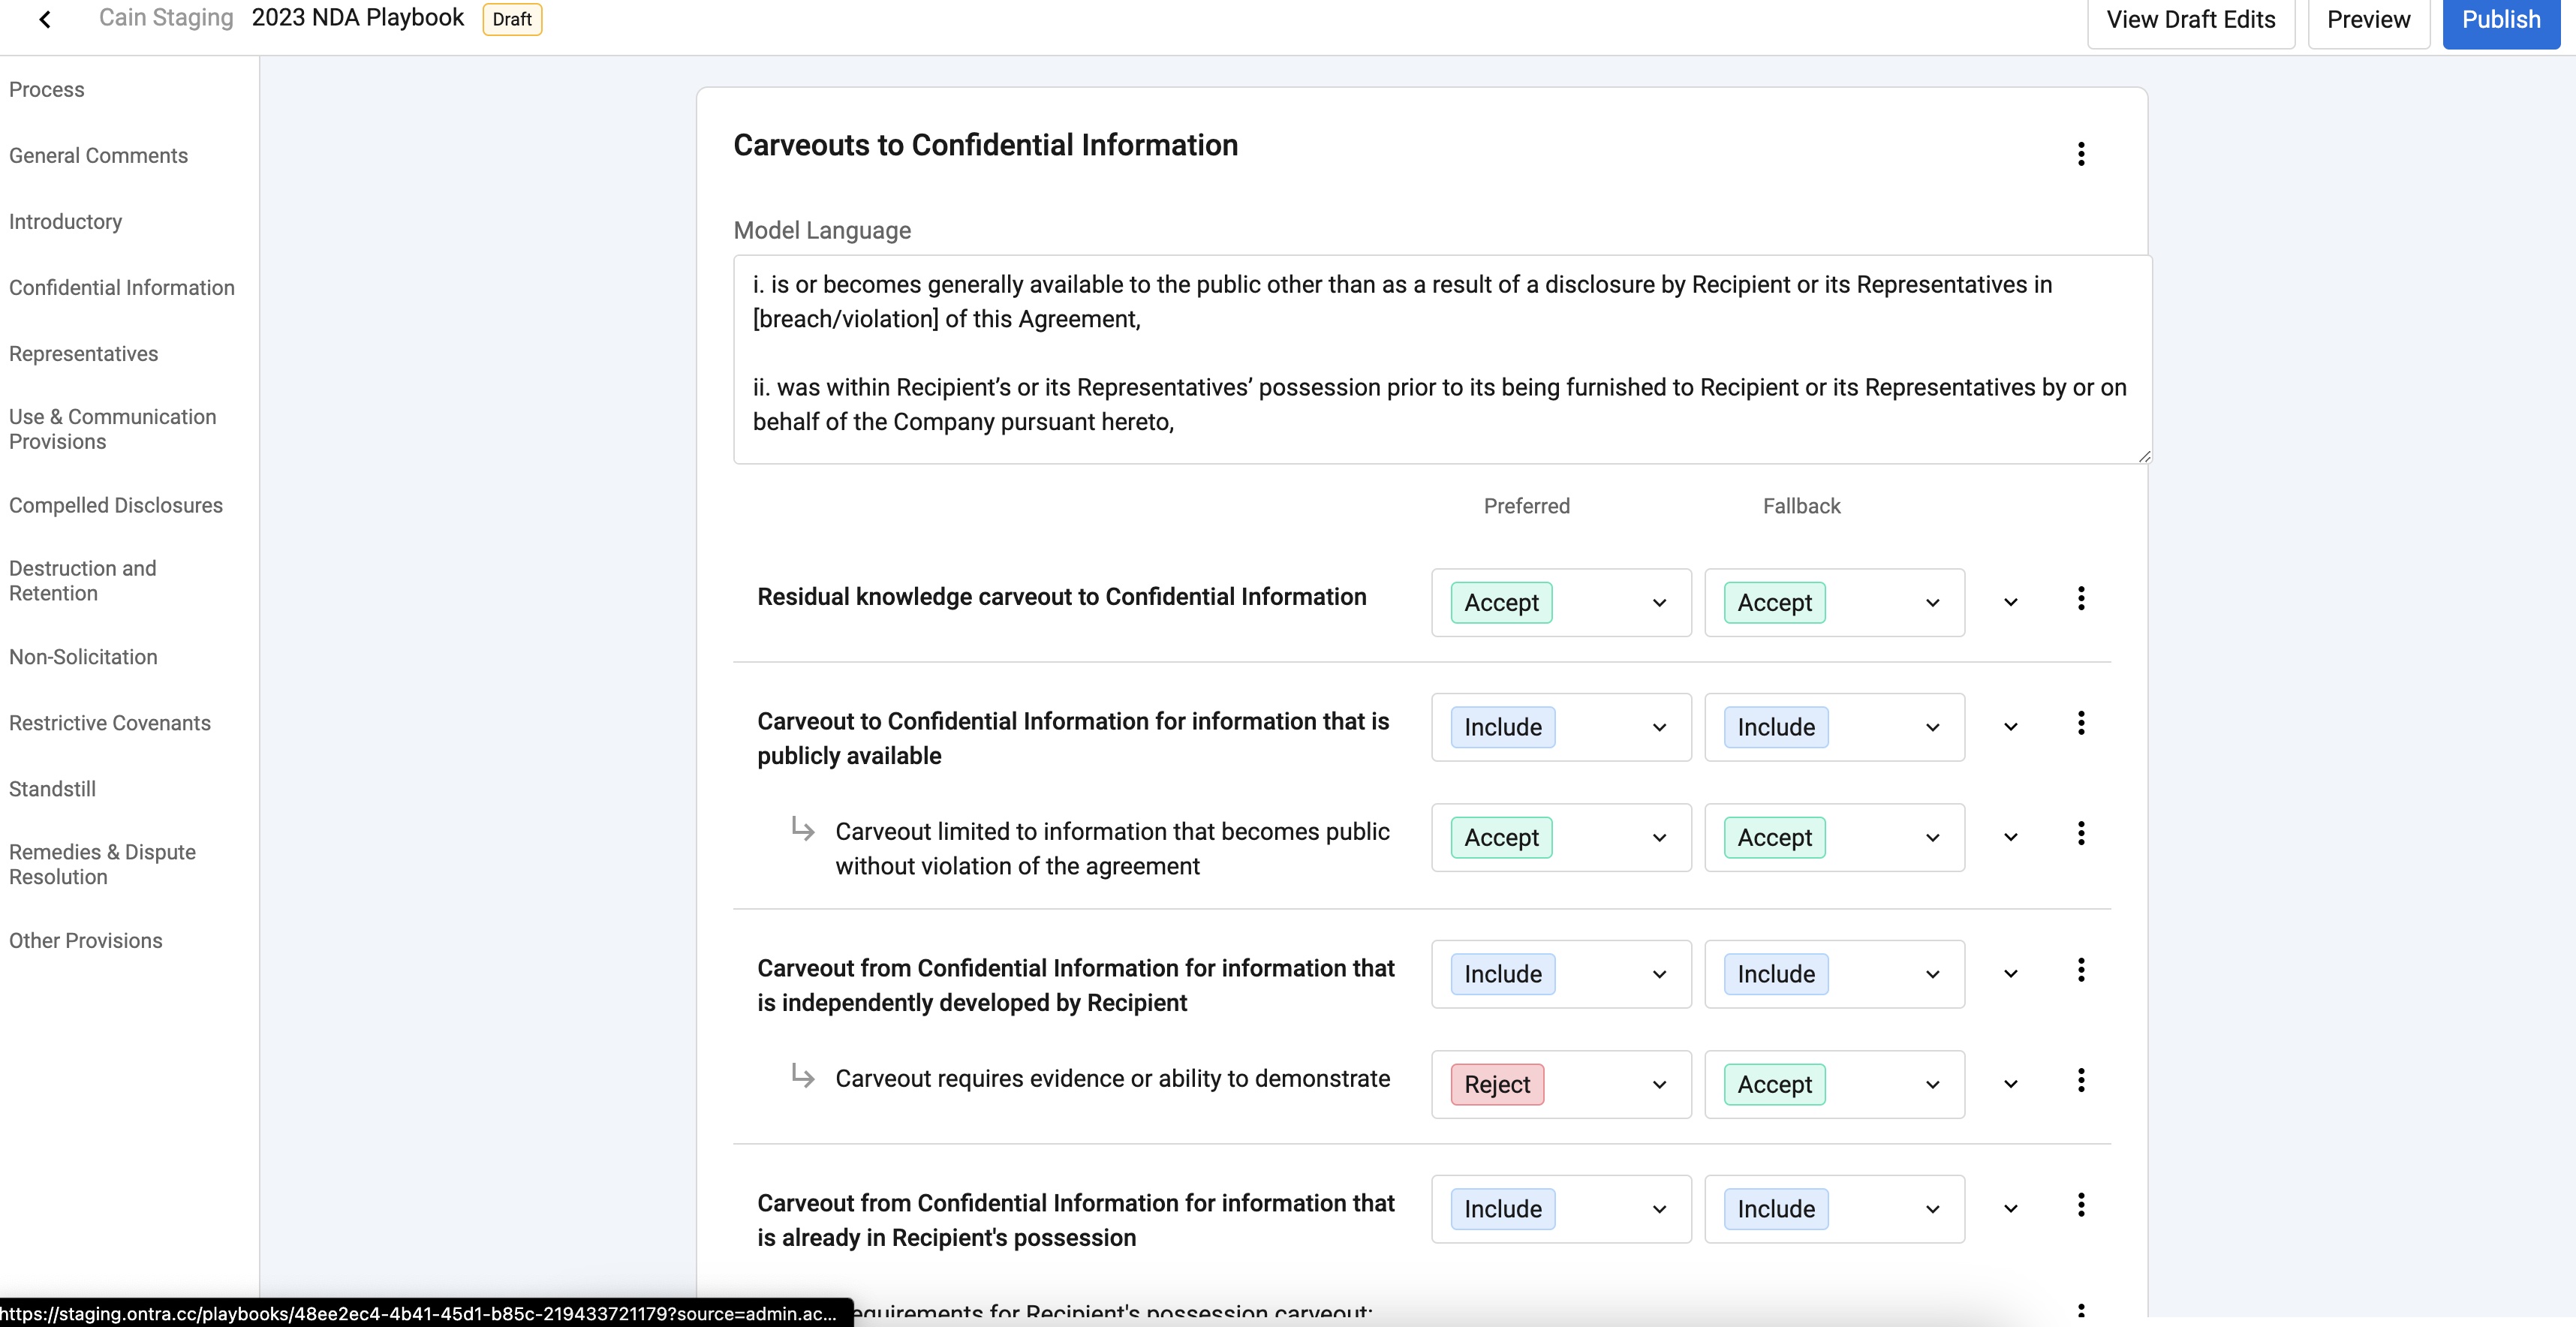 Cain Staging 2023 NDA Playbook Draft View Draft Edits Preview Publish
Process
General Comments
Introductory
Confidential Information
Representatives
Use & Communication
Provisions
Compelled Disclosures
Destruction and
Retention
Non-Solicitation
Restrictive Covenants
Standstill
Remedies & Dispute
Resolution
Other Provisions
Carveouts to Confidential Information
Model Language
i. is or becomes generally available to the public other than as a result of a disclosure by Recipient or its Representatives in
[breach/violation] of this Agreement,
ii. was within Recipient’s or its Representatives’ possession prior to its being furnished to Recipient or its Representatives by or on
behalf of the Company pursuant hereto,
Preferred Fallback
Residual knowledge carveout to Confidential Information Accept Accept
Carveout to Confidential Information for information that is
publicly available
Include Include
Carveout limited to information that becomes public
without violation of the agreement
Accept Accept
Carveout from Confidential Information for information that
is independently developed by Recipient
Include Include
Carveout requires evidence or ability to demonstrate Reject Accept
Carveout from Confidential Information for information that
is already in Recipient's possession
Include Include
equirements for Recipient's possession carveout:
https://staging.ontra.cc/playbooks/48ee2ec4-4b41-45d1-b85c-219433721179?source=admin.ac...